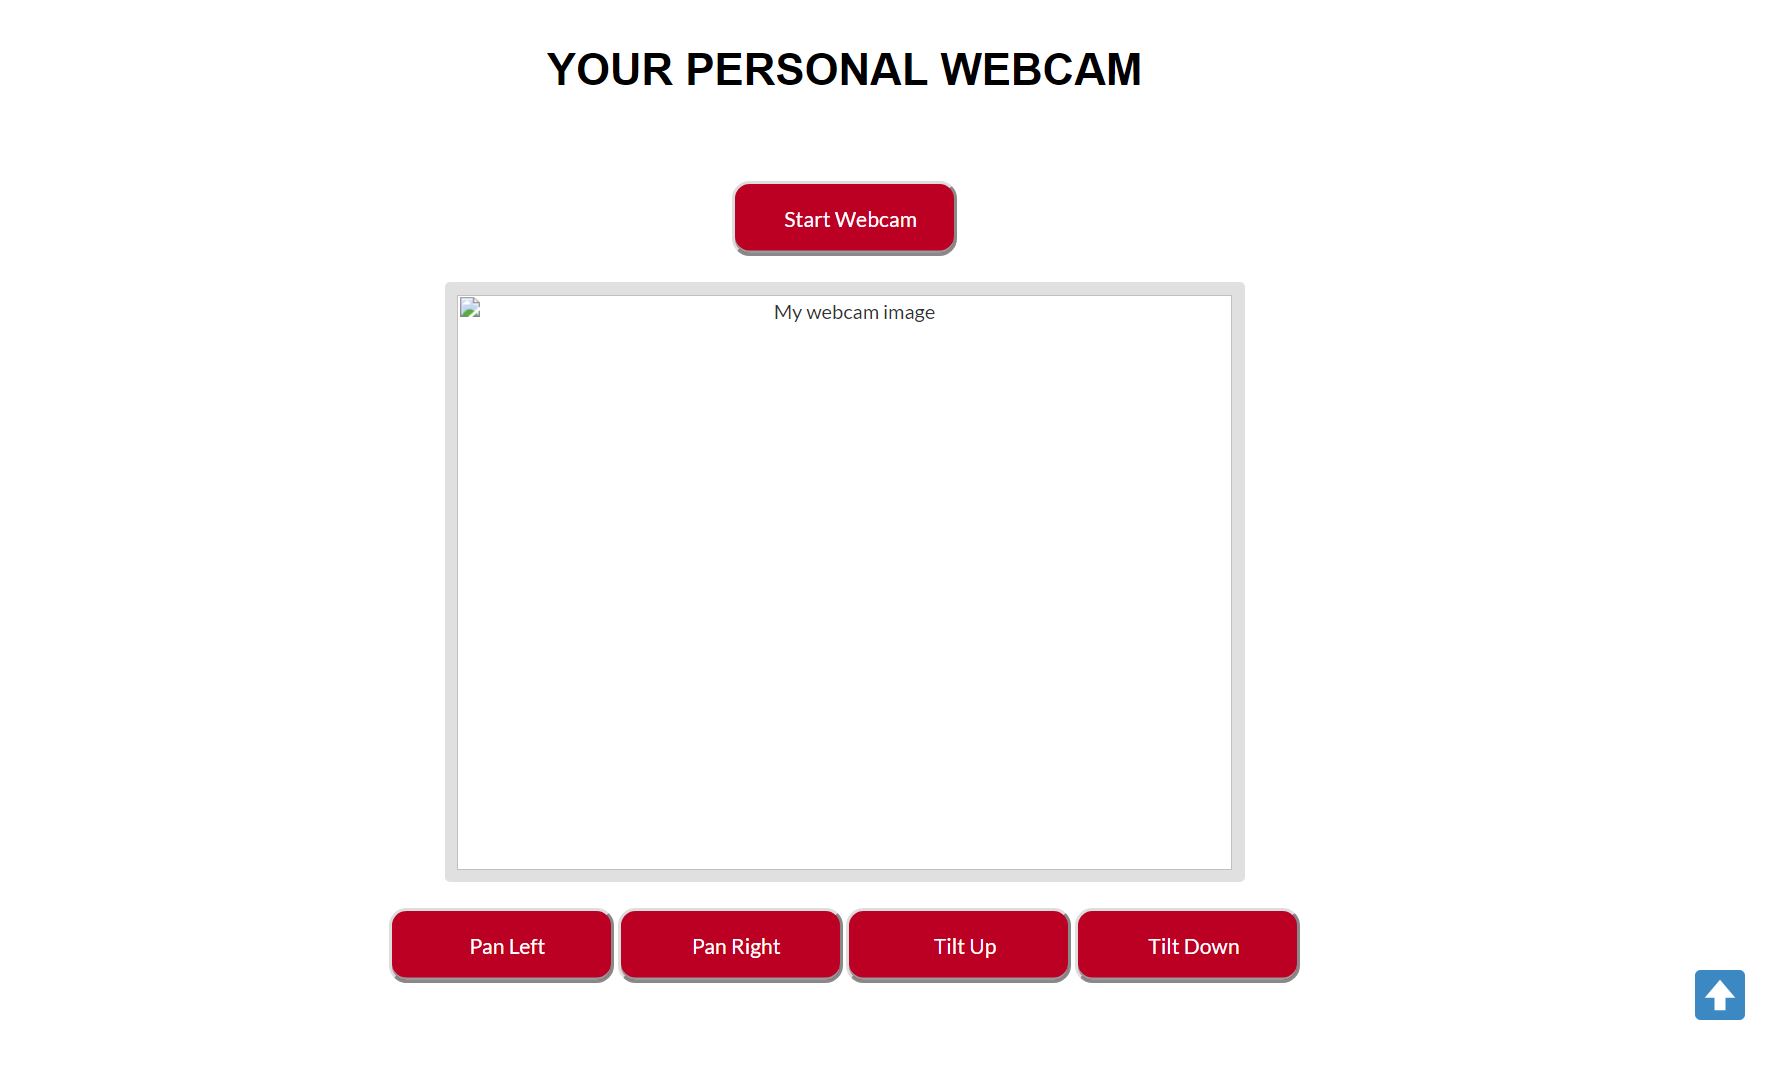 YOUR PERSONAL WEBCAM
Start Webcam
My webcam image
Pan Left
Pan Right
Tilt Up
Tilt Down